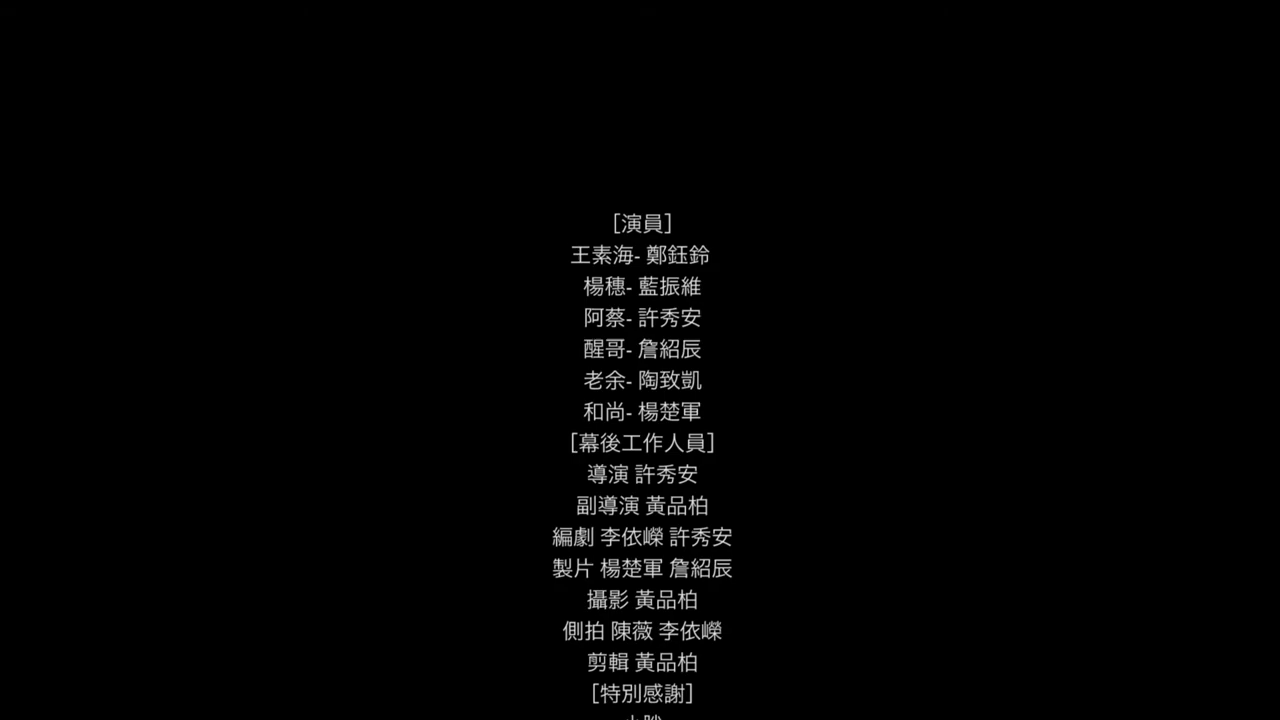 [演員]
王素海- 鄭鈺鈴
楊穗- 藍振維
阿蔡- 許秀安
醒哥- 詹紹辰
老余- 陶致凱
和尚- 楊楚軍
[幕後工作人員]
導演 許秀安
副導演 黃品柏
編劇 李依嶸 許秀安
製片 楊楚軍 詹紹辰
攝影 黃品柏
側拍 陳薇 李依嶸
剪輯 黃品柏
[特別感謝]